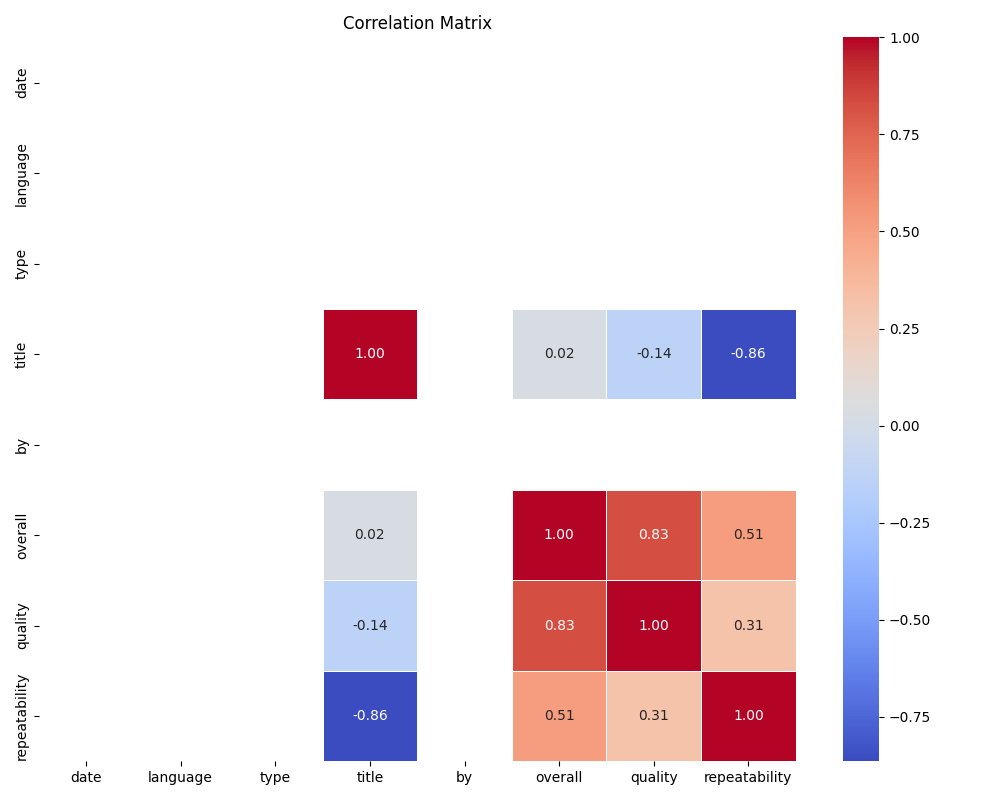 Correlation Matrix
date
language
type
title
by
overall
quality
repeatability
1.00 0.02 -0.14 -0.86
0.02 1.00 0.83 0.51
-0.14 0.83 1.00 0.31
-0.86 0.51 0.31 1.00
date language type title by overall quality repeatability
1.00
0.75
0.50
0.25
0.00
−0.25
−0.50
−0.75